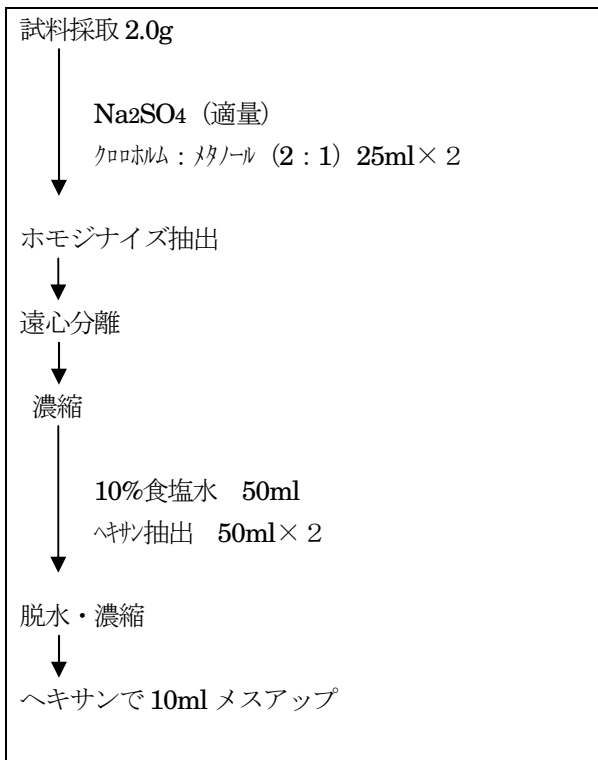 試料採取 2.0g
Na2SO4（適量）
ｸﾛﾛﾎﾙﾑ：ﾒﾀﾉｰﾙ（2：1）25ml×２
ホモジナイズ抽出
遠心分離
濃縮
10%食塩水　50ml
ﾍｷｻﾝ抽出　50ml×２
脱水・濃縮
ヘキサンで 10ml メスアップ